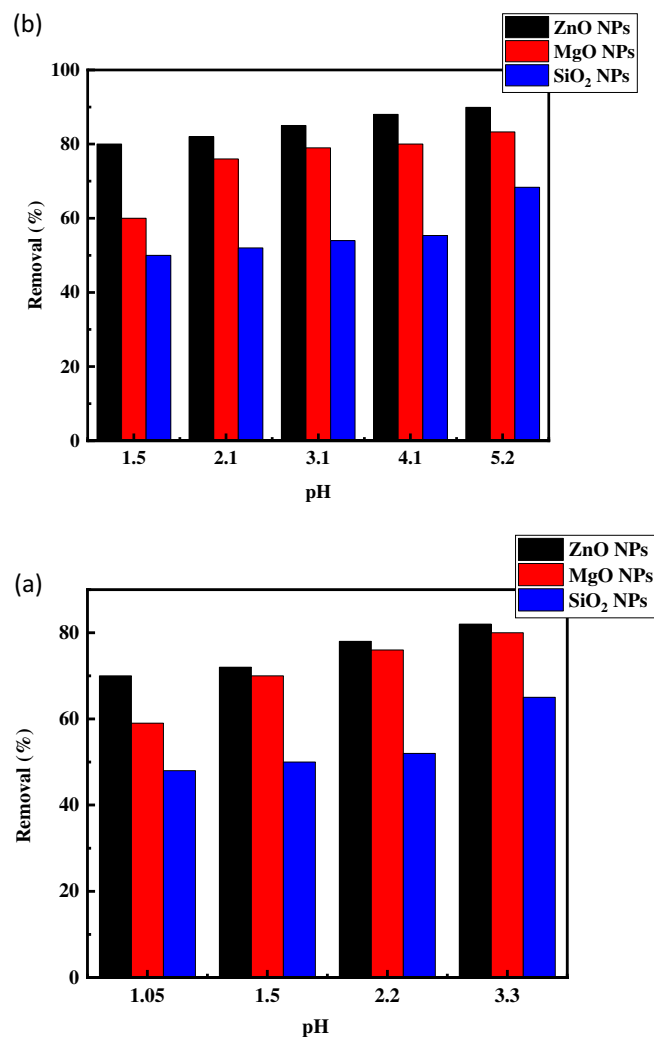 (b)
ZnO NPs
MgO NPs
SiO₂ NPs
100
80
60
40
20
0
Removal (%)
1.5 2.1 3.1 4.1 5.2
pH
(a)
ZnO NPs
MgO NPs
SiO₂ NPs
80
60
40
20
0
Removal (%)
1.05 1.5 2.2 3.3
pH